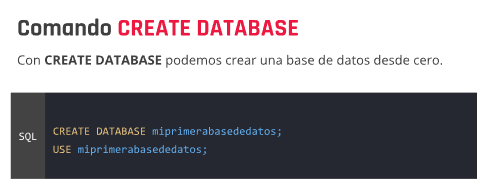 Comando CREATE DATABASE
Con CREATE DATABASE podemos crear una base de datos desde cero.
SQL
CREATE DATABASE miprimerabasededatos;
USE miprimerabasededatos;